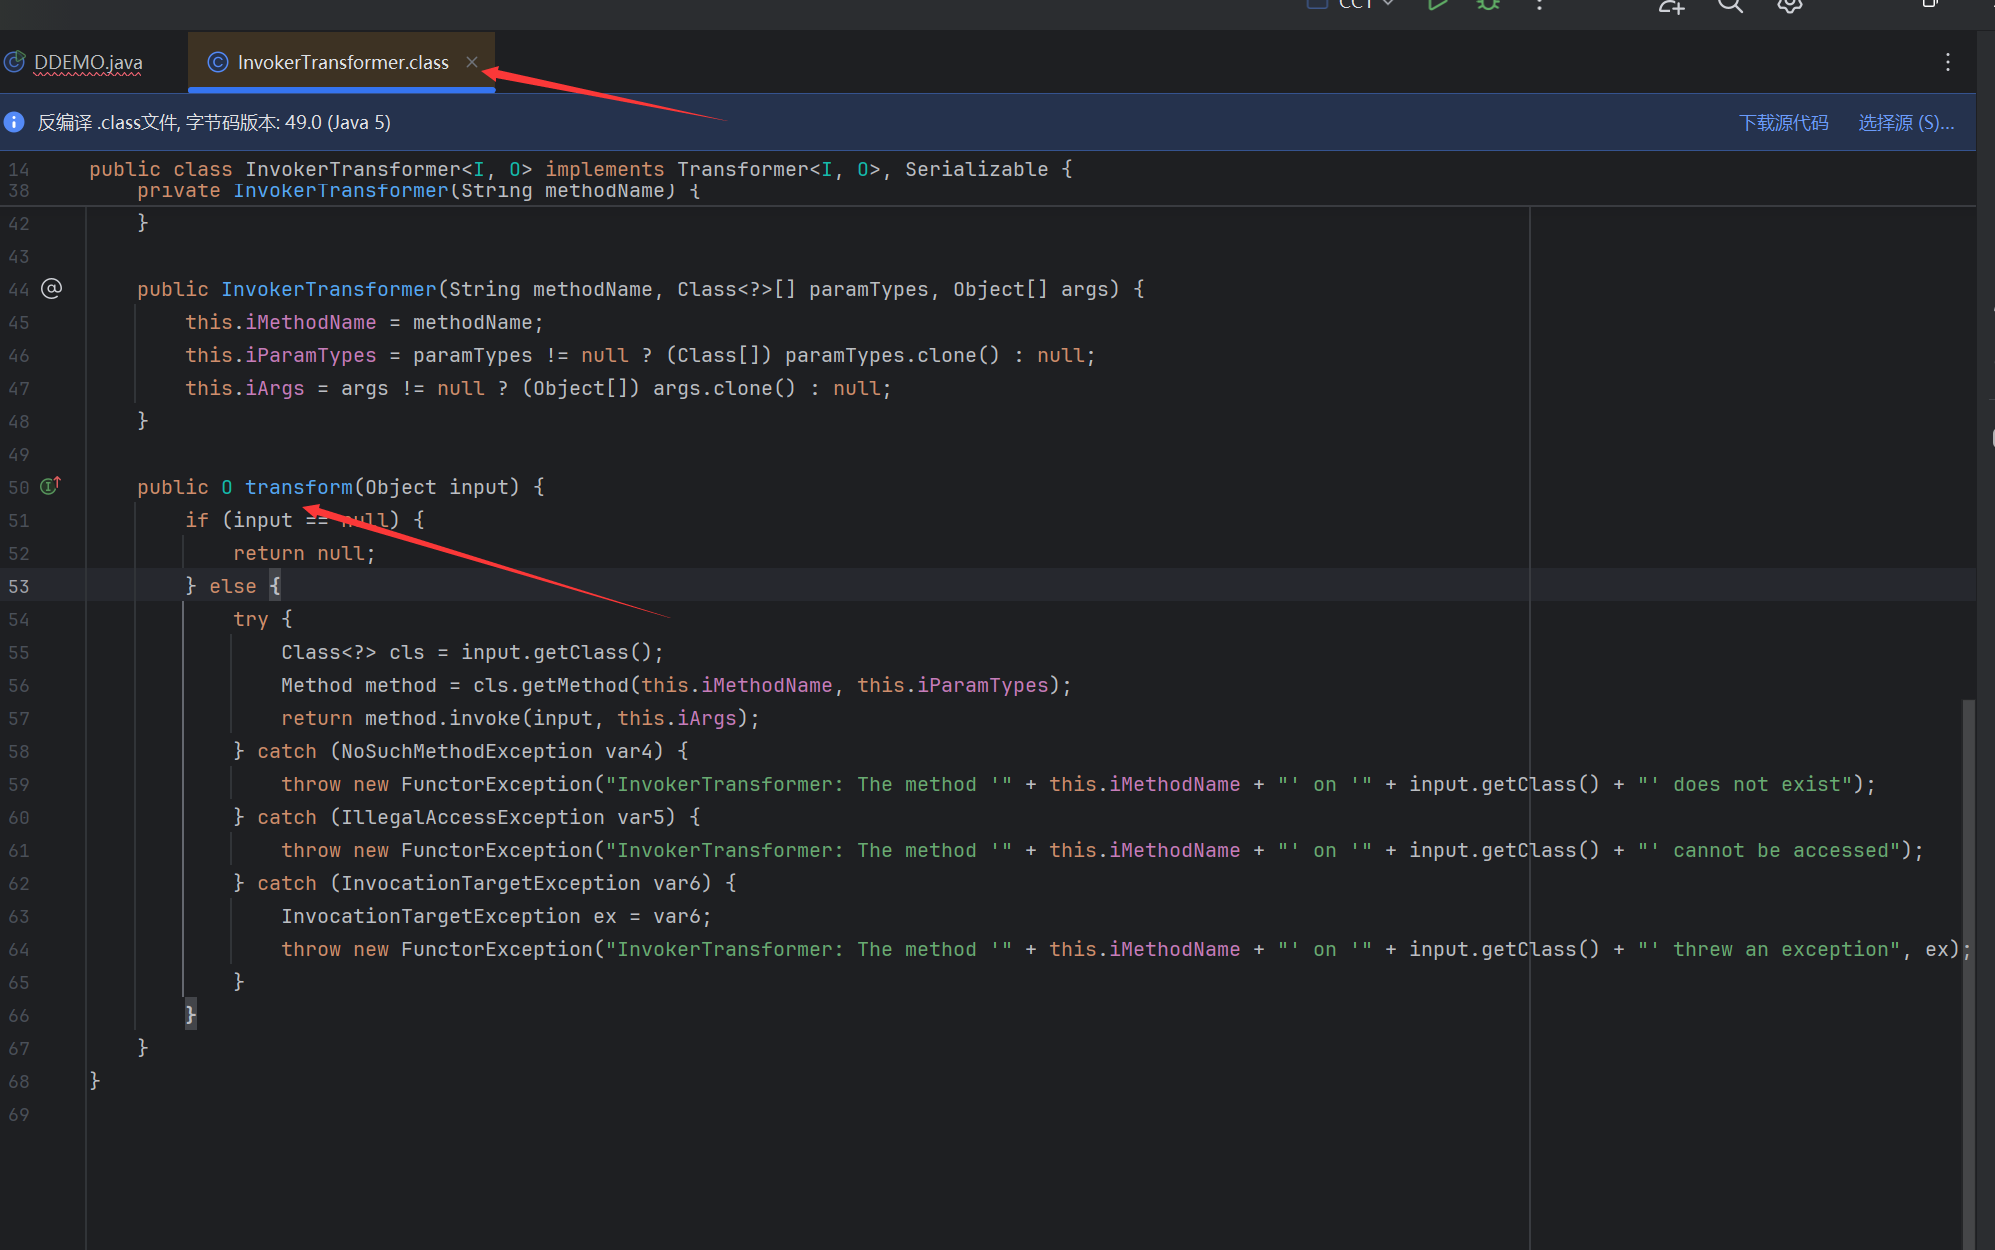 CC1
DDEMO.java
InvokerTransformer.class
反编译 .class文件, 字节码版本: 49.0 (Java 5)
下载源代码 选择源 (S)...
14 public class InvokerTransformer<I, O> implements Transformer<I, O>, Serializable {
38 private InvokerTransformer(String methodName) {
42 }
43
44 public InvokerTransformer(String methodName, Class<?>[] paramTypes, Object[] args) {
45 this.iMethodName = methodName;
46 this.iParamTypes = paramTypes != null ? (Class[]) paramTypes.clone() : null;
47 this.iArgs = args != null ? (Object[]) args.clone() : null;
48 }
49
50 public O transform(Object input) {
51 if (input == null) {
52 return null;
53 } else {
54 try {
55 Class<?> cls = input.getClass();
56 Method method = cls.getMethod(this.iMethodName, this.iParamTypes);
57 return method.invoke(input, this.iArgs);
58 } catch (NoSuchMethodException var4) {
59 throw new FunctorException("InvokerTransformer: The method '" + this.iMethodName + "' on '" + input.getClass() + "' does not exist");
60 } catch (IllegalAccessException var5) {
61 throw new FunctorException("InvokerTransformer: The method '" + this.iMethodName + "' on '" + input.getClass() + "' cannot be accessed");
62 } catch (InvocationTargetException var6) {
63 InvocationTargetException ex = var6;
64 throw new FunctorException("InvokerTransformer: The method '" + this.iMethodName + "' on '" + input.getClass() + "' threw an exception", ex);
65 }
66 }
67 }
68 }
69